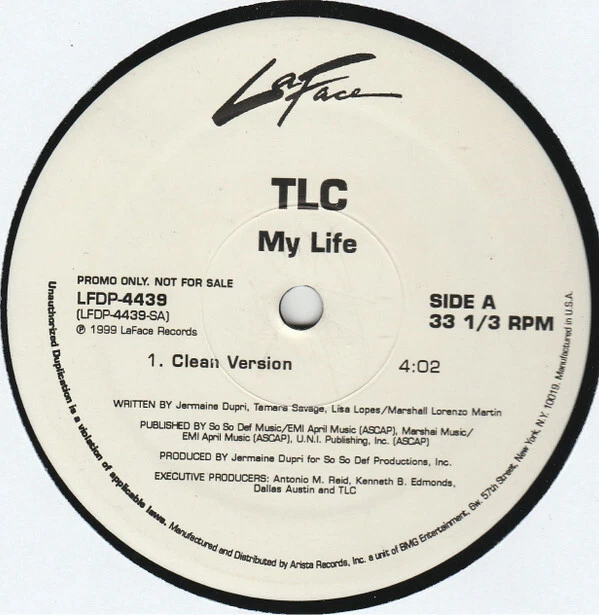 LaFace
TLC
My Life
PROMO ONLY. NOT FOR SALE
LFDP-4439
(LFDP-4439-SA)
℗ 1999 LaFace Records
SIDE A
33 1/3 RPM
1. Clean Version 4:02
WRITTEN BY Jermaine Dupri, Tamara Savage, Lisa Lopes/Marshall Lorenzo Martin
PUBLISHED BY So So Def Music/EMI April Music (ASCAP), Marshai Music/
EMI April Music (ASCAP), U.N.I. Publishing, Inc. (ASCAP)
PRODUCED BY Jermaine Dupri for So So Def Productions, Inc.
EXECUTIVE PRODUCERS: Antonio M. Reid, Kenneth B. Edmonds,
Dallas Austin and TLC
Unauthorized Duplication is a violation of applicable laws. Manufactured and Distributed by Arista Records, Inc. a unit of BMG Entertainment, 6w. 57th Street, New York, N.Y. 10019. Manufactured in U.S.A.